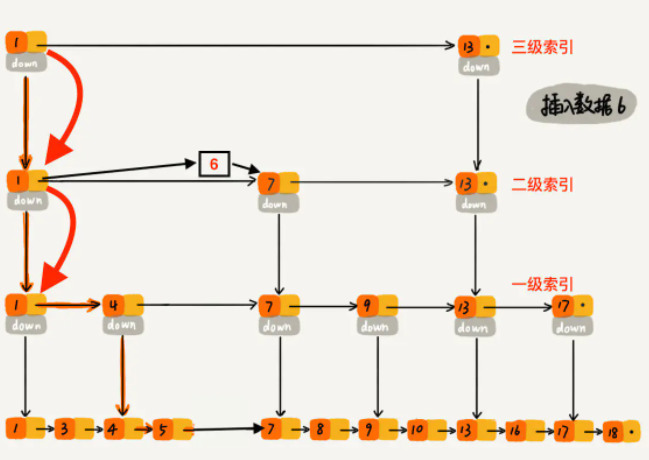 1 13 三级索引
down down
插入数据6
6
1 7 13 二级索引
down down down
一级索引
1 4 7 9 13 17
down down down down down down
1 3 4 5 7 8 9 10 13 16 17 18